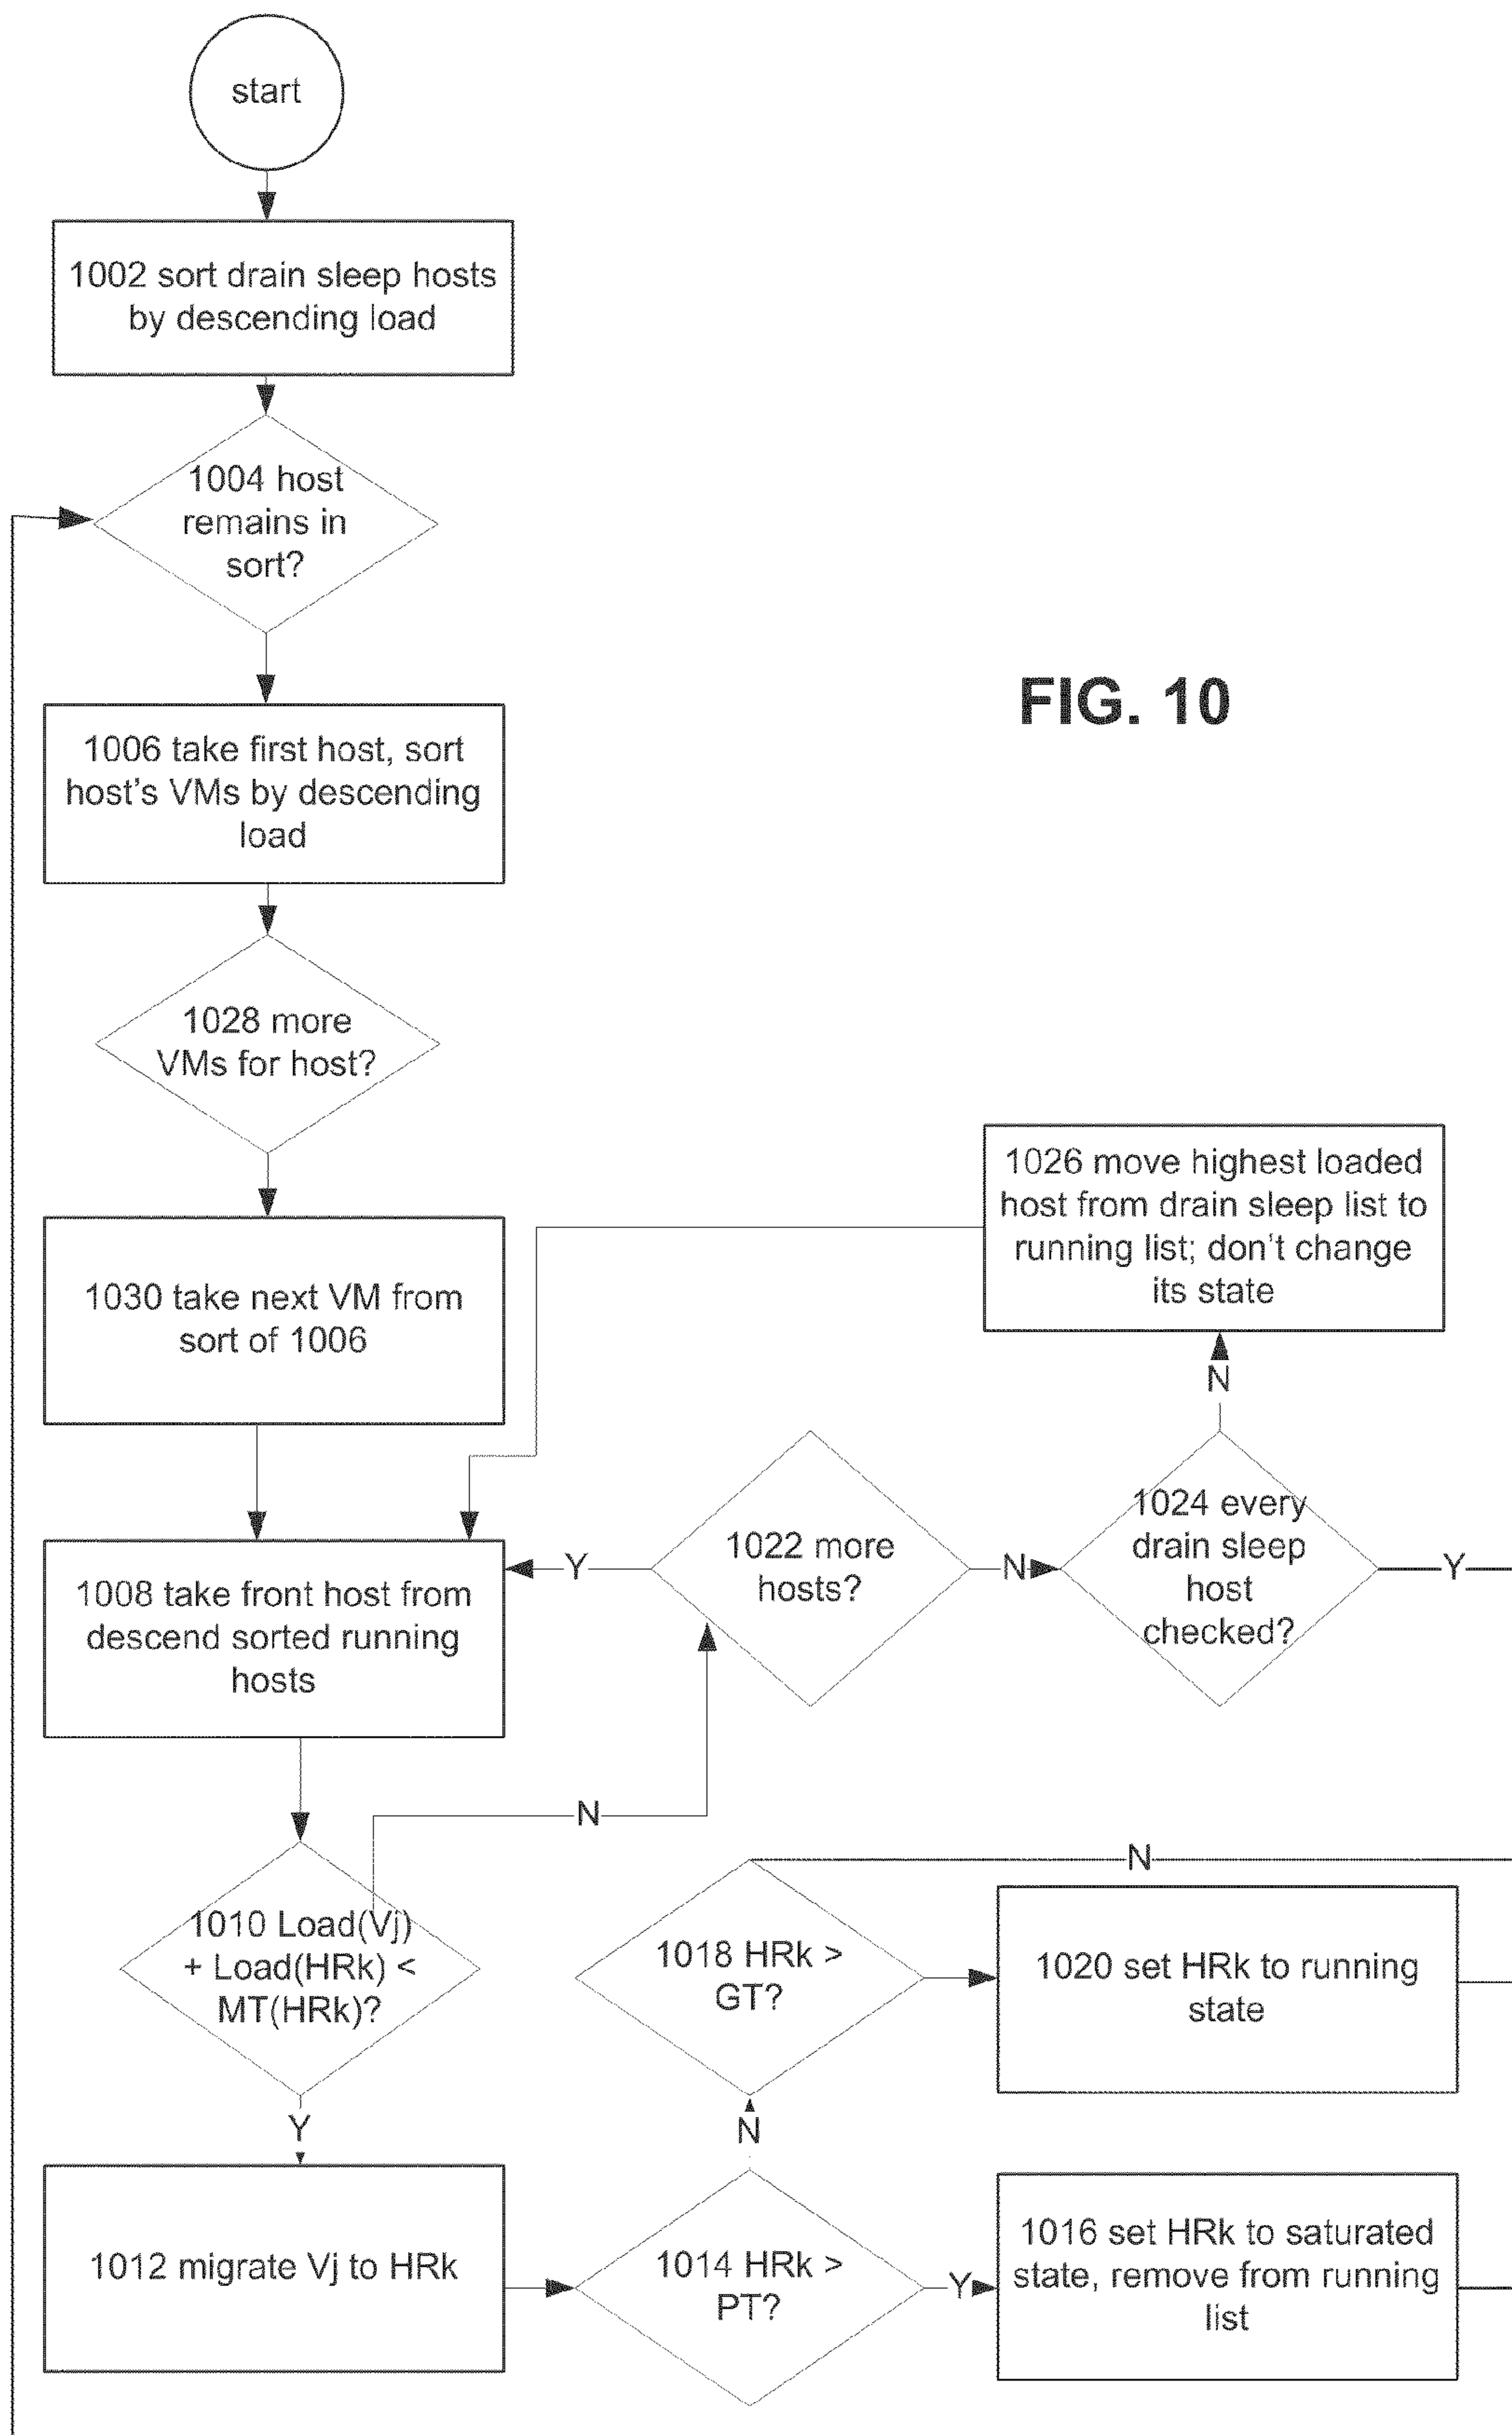 start
1002 sort drain sleep hosts
by descending load
1004 host
remains in
sort?
FIG. 10
1006 take first host, sort
host's VMs by descending
load
1028 more
VMs for host?
1026 move highest loaded
host from drain sleep list to
running list; don't change
its state
1030 take next VM from
sort of 1006
N
1024 every
drain sleep
host
checked?
1022 more
hosts?
Y
N
Y
1008 take front host from
descend sorted running
hosts
N
N
1010 Load(Vj)
+ Load(HRk) <
MT(HRk)?
1018 HRk >
GT?
1020 set HRk to running
state
Y
N
1012 migrate Vj to HRk
1014 HRk >
PT?
Y
1016 set HRk to saturated
state, remove from running
list